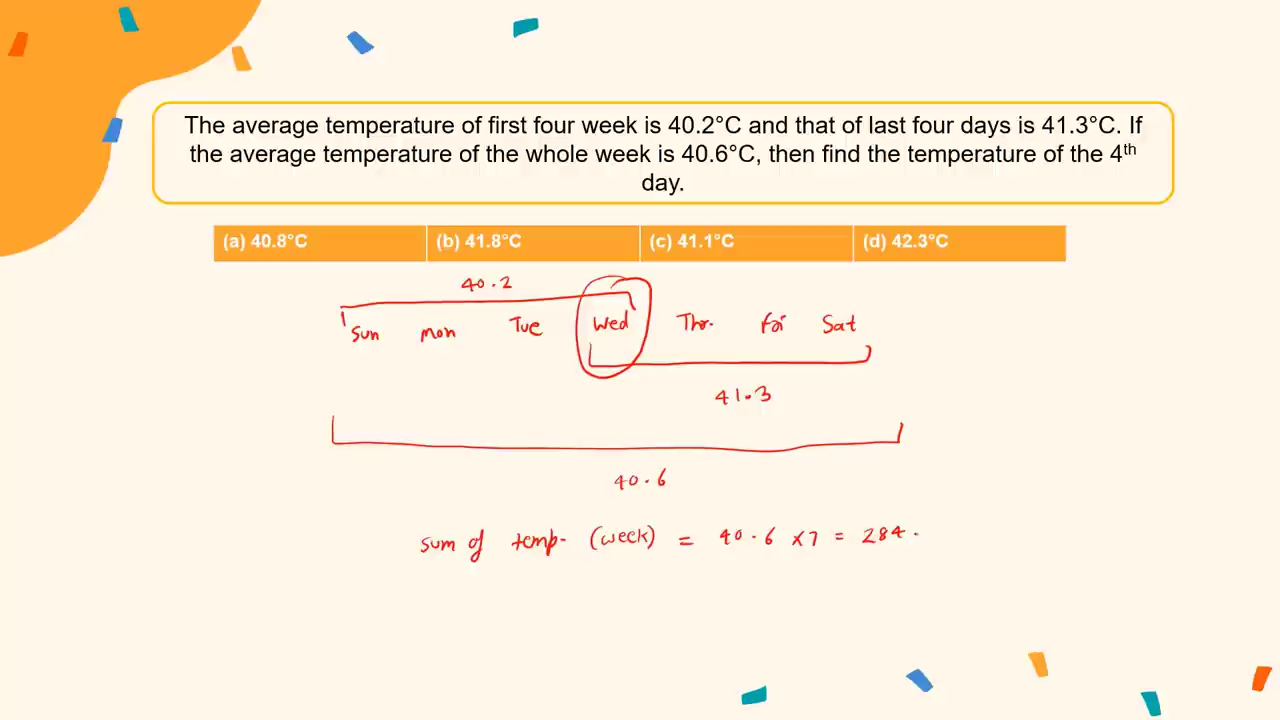 The average temperature of first four week is 40.2°C and that of last four days is 41.3°C. If
the average temperature of the whole week is 40.6°C, then find the temperature of the 4th
day.
(a) 40.8°C (b) 41.8°C (c) 41.1°C (d) 42.3°C
40.2
Sun mon Tue Wed Thr. Fri Sat
41.3
40.6
sum of temp. (week) = 40.6 x7 = 284.